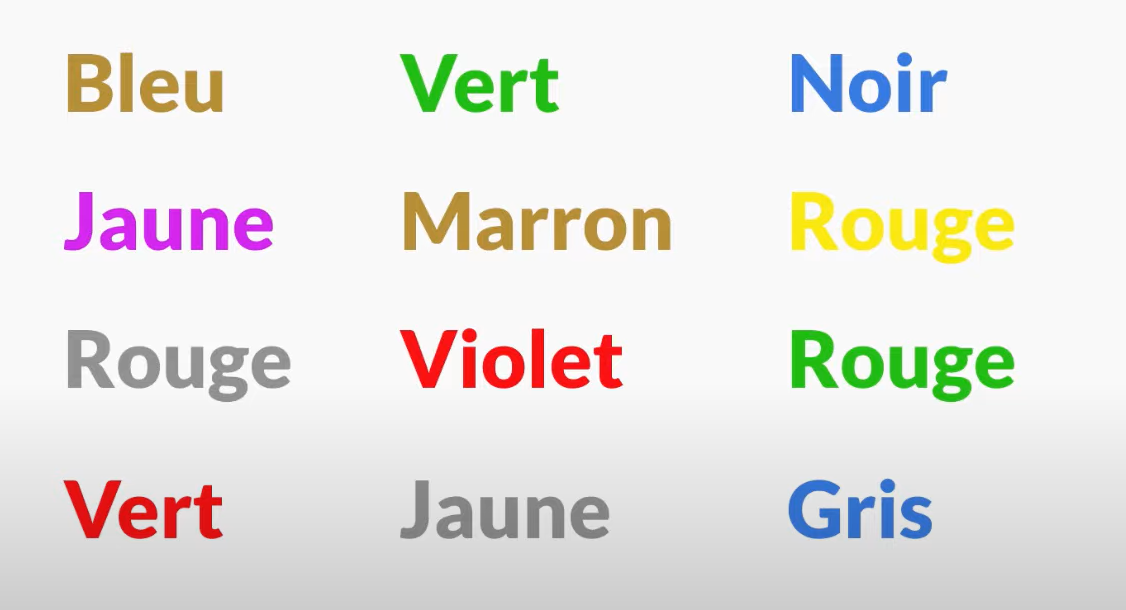 Bleu Vert Noir
Jaune Marron Rouge
Rouge Violet Rouge
Vert Jaune Gris